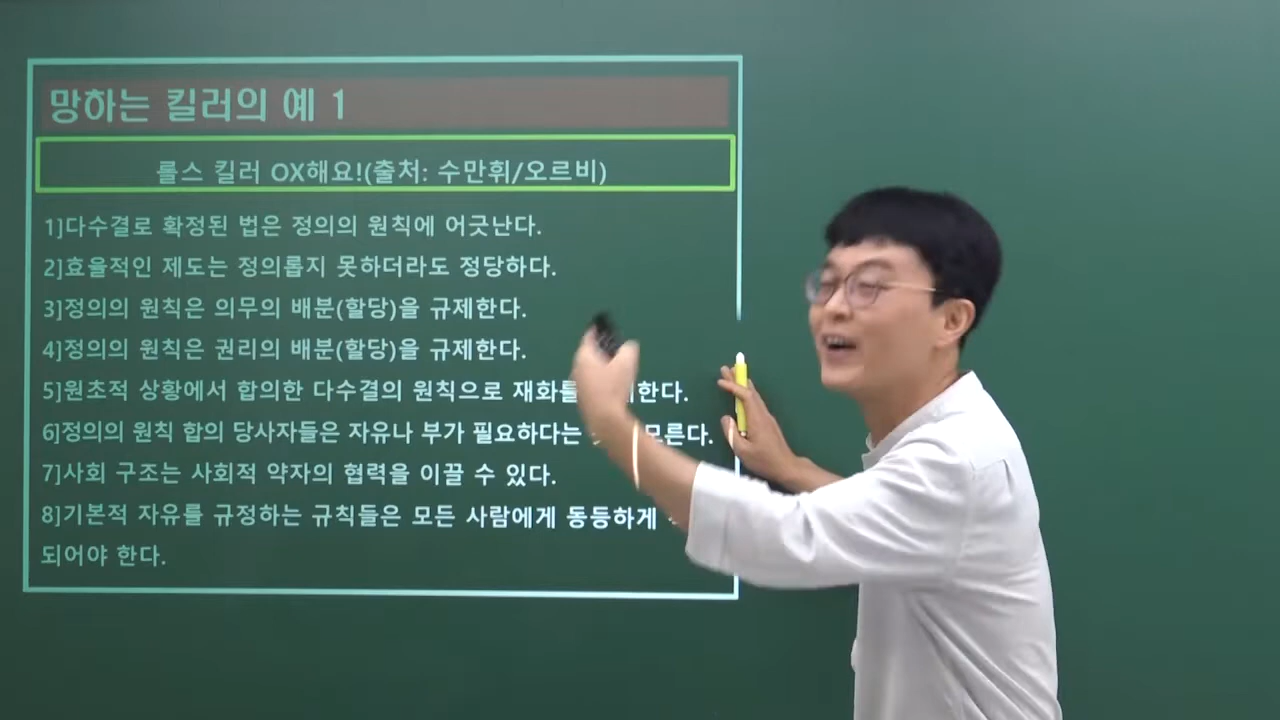 망하는 킬러의 예 1
롤스 킬러 OX해요!(출처: 수만휘/오르비)
1]다수결로 확정된 법은 정의의 원칙에 어긋난다.
2]효율적인 제도는 정의롭지 못하더라도 정당하다.
3]정의의 원칙은 의무의 배분(할당)을 규제한다.
4]정의의 원칙은 권리의 배분(할당)을 규제한다.
5]원초적 상황에서 합의한 다수결의 원칙으로 재화를
6]정의의 원칙 합의 당사자들은 자유나 부가 필요하다는 모른다.
7]사회 구조는 사회적 약자의 협력을 이끌 수 있다.
8]기본적 자유를 규정하는 규칙들은 모든 사람에게 동등하게
되어야 한다.